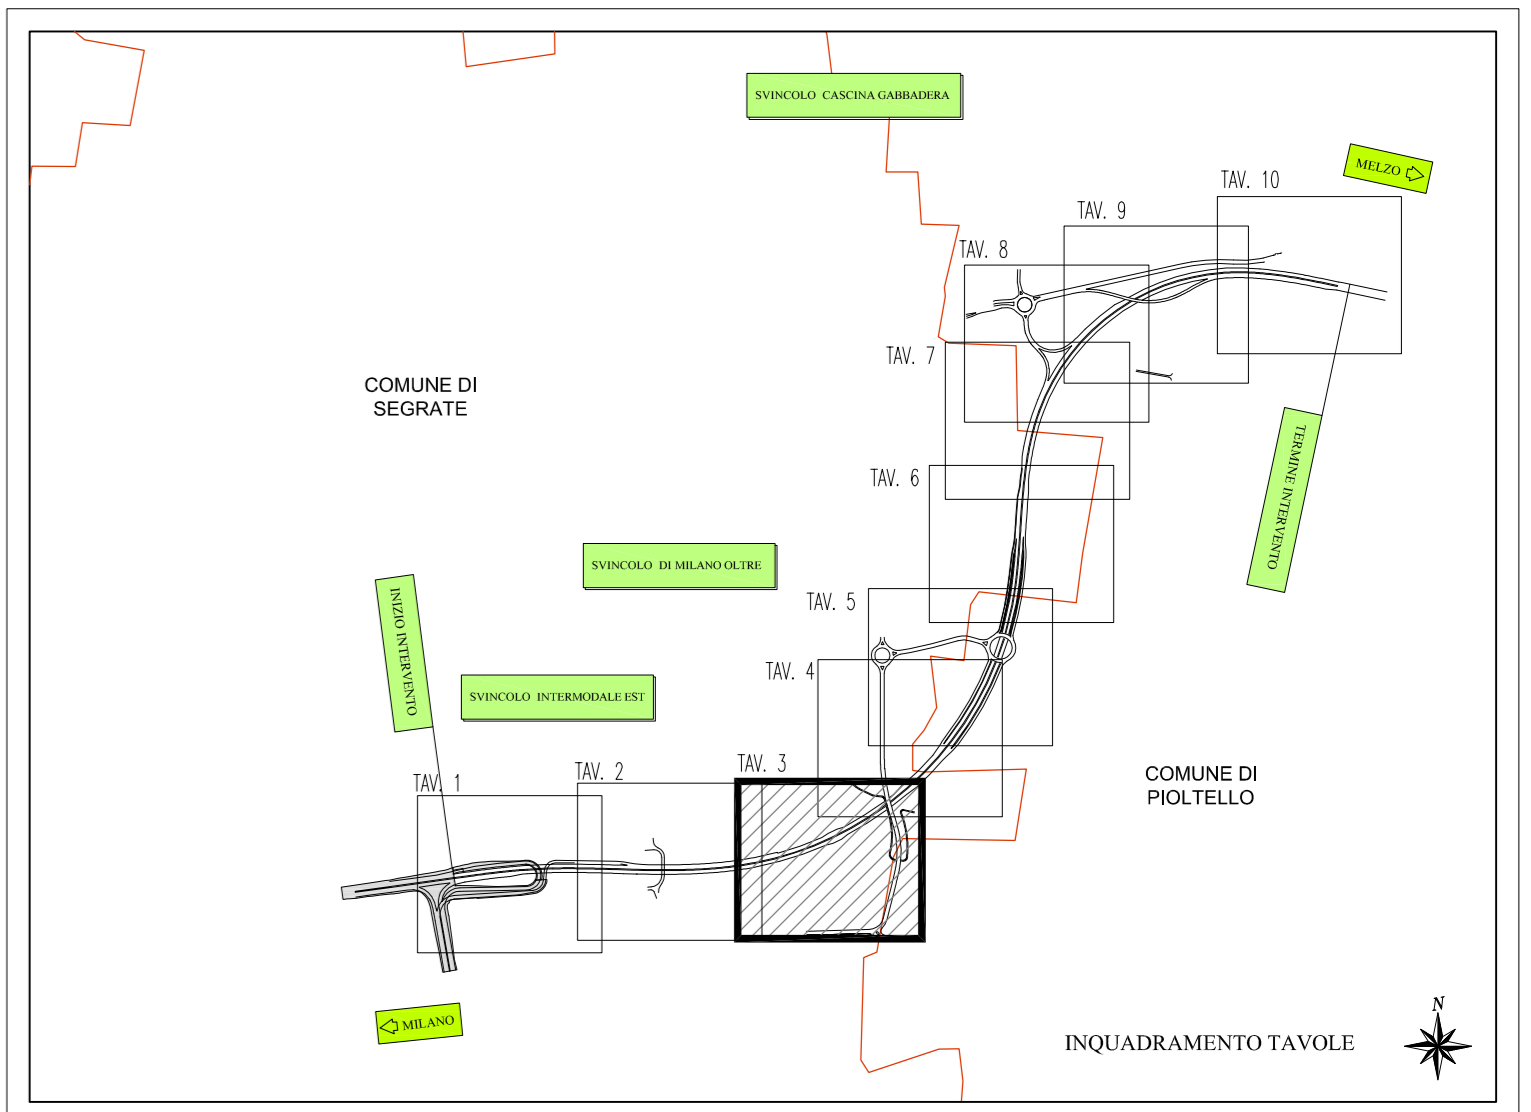 SVINCOLO CASCINA GABBADERA
MELZO
TAV. 10
TAV. 9
TAV. 8
TAV. 7
COMUNE DI
SEGRATE
TERMINE INTERVENTO
TAV. 6
SVINCOLO DI MILANO OLTRE
INIZIO INTERVENTO
TAV. 5
TAV. 4
SVINCOLO INTERMODALE EST
TAV. 3
TAV. 2
TAV. 1
COMUNE DI
PIOLTELLO
MILANO
N
INQUADRAMENTO TAVOLE